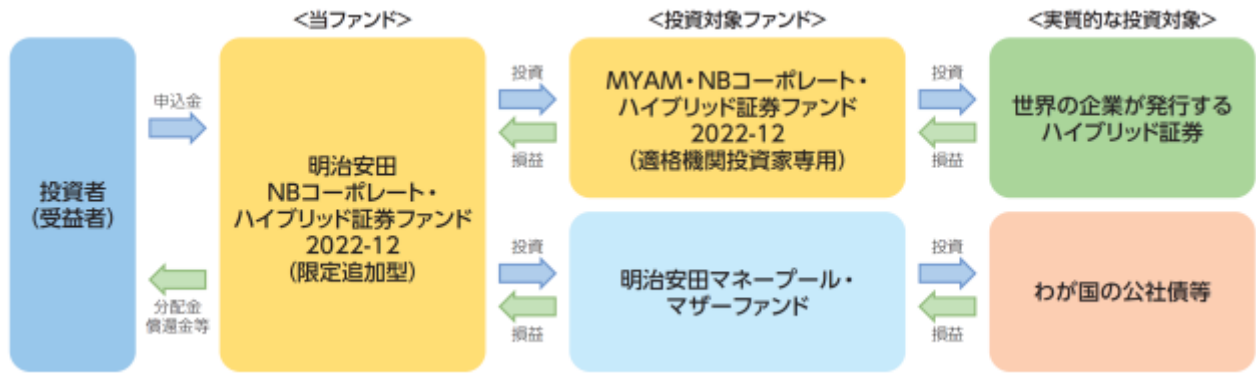 <当ファンド>
<投資対象ファンド>
<実質的な投資対象>
投資者
(受益者)
申込金
分配金
償還金等
明治安田
NBコーポレート・
ハイブリッド証券ファンド
2022-12
(限定追加型)
投資
損益
MYAM・NBコーポレート・
ハイブリッド証券ファンド
2022-12
(適格機関投資家専用)
投資
損益
世界の企業が発行する
ハイブリッド証券
投資
損益
明治安田マネープール・
マザーファンド
投資
損益
わが国の公社債等